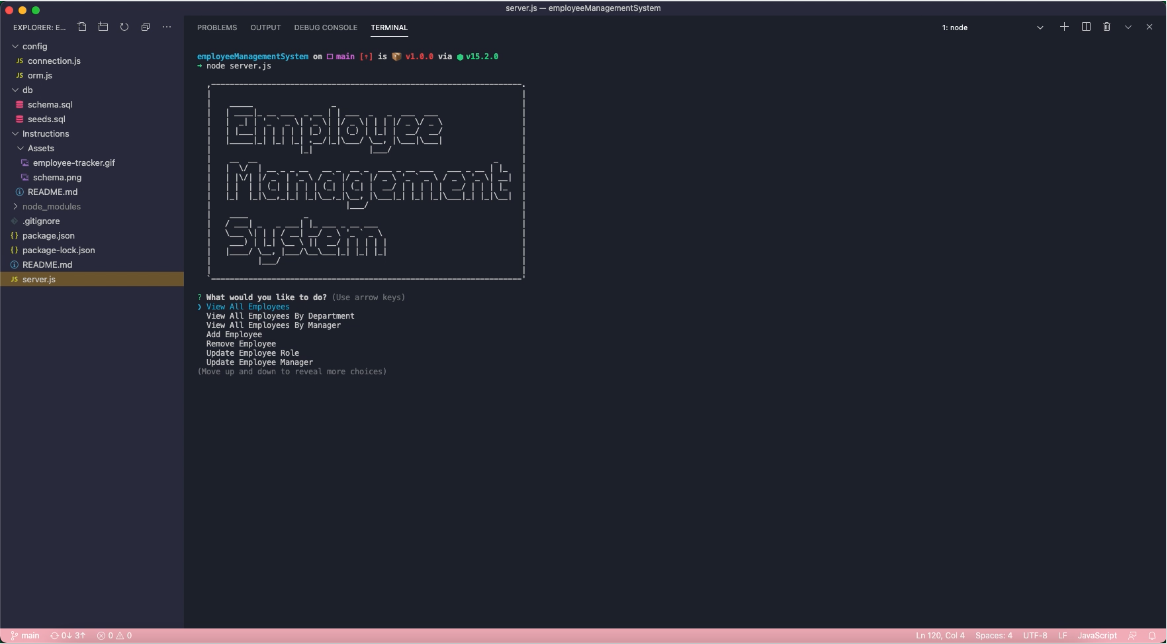 server.js — employeeManagementSystem
EXPLORER: E...
PROBLEMS OUTPUT DEBUG CONSOLE TERMINAL
1: node
config
JS connection.js
JS orm.js
db
schema.sql
seeds.sql
Instructions
Assets
employee-tracker.gif
schema.png
README.md
node_modules
.gitignore
{} package.json
{} package-lock.json
README.md
JS server.js
employeeManagementSystem on main [↑] is 📦 v1.0.0 via v15.2.0
→ node server.js
Employee
Management
System
? What would you like to do? (Use arrow keys)
❯ View All Employees
View All Employees By Department
View All Employees By Manager
Add Employee
Remove Employee
Update Employee Role
Update Employee Manager
(Move up and down to reveal more choices)
main 0↓ 3↑ 0 0
Ln 120, Col 4 Spaces: 4 UTF-8 LF JavaScript